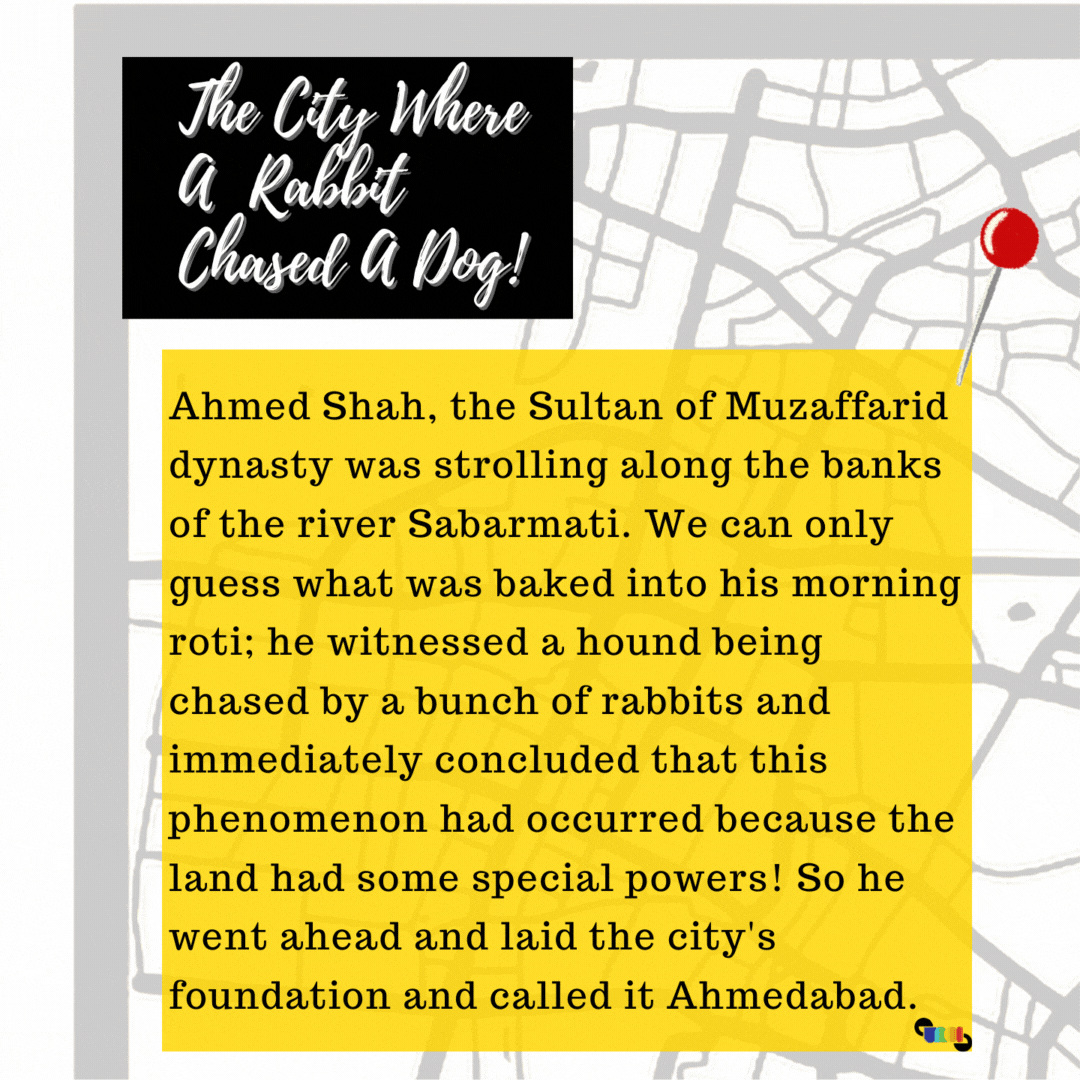 The City Where
A Rabbit
Chased A Dog!
Ahmed Shah, the Sultan of Muzaffarid
dynasty was strolling along the banks
of the river Sabarmati. We can only
guess what was baked into his morning
roti; he witnessed a hound being
chased by a bunch of rabbits and
immediately concluded that this
phenomenon had occurred because the
land had some special powers! So he
went ahead and laid the city's
foundation and called it Ahmedabad.